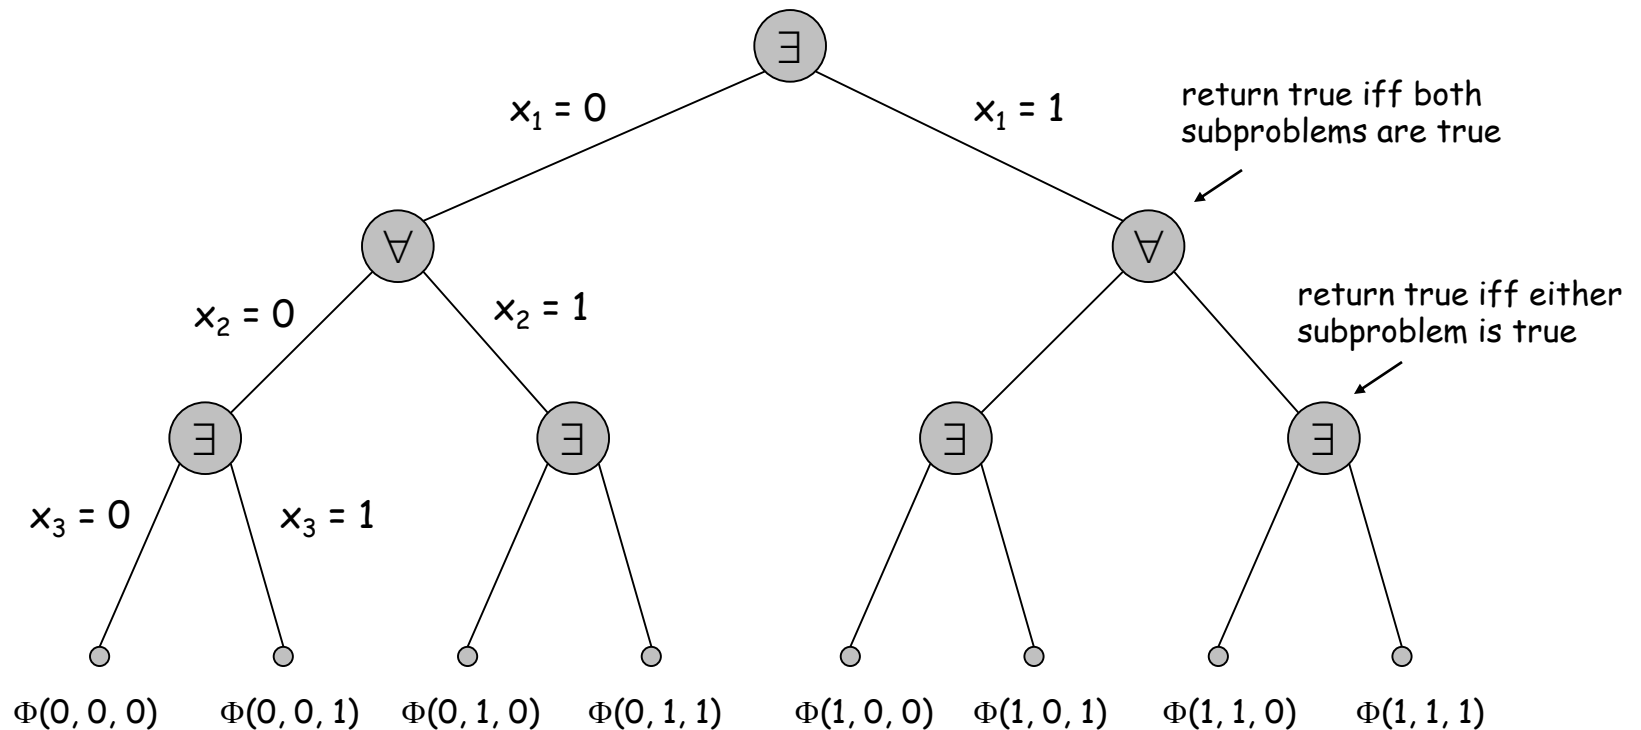 ∃
x₁ = 0
x₁ = 1
return true iff both
subproblems are true
∀
∀
x₂ = 0
x₂ = 1
return true iff either
subproblem is true
∃
∃
∃
∃
x₃ = 0
x₃ = 1
Φ(0, 0, 0)
Φ(0, 0, 1)
Φ(0, 1, 0)
Φ(0, 1, 1)
Φ(1, 0, 0)
Φ(1, 0, 1)
Φ(1, 1, 0)
Φ(1, 1, 1)